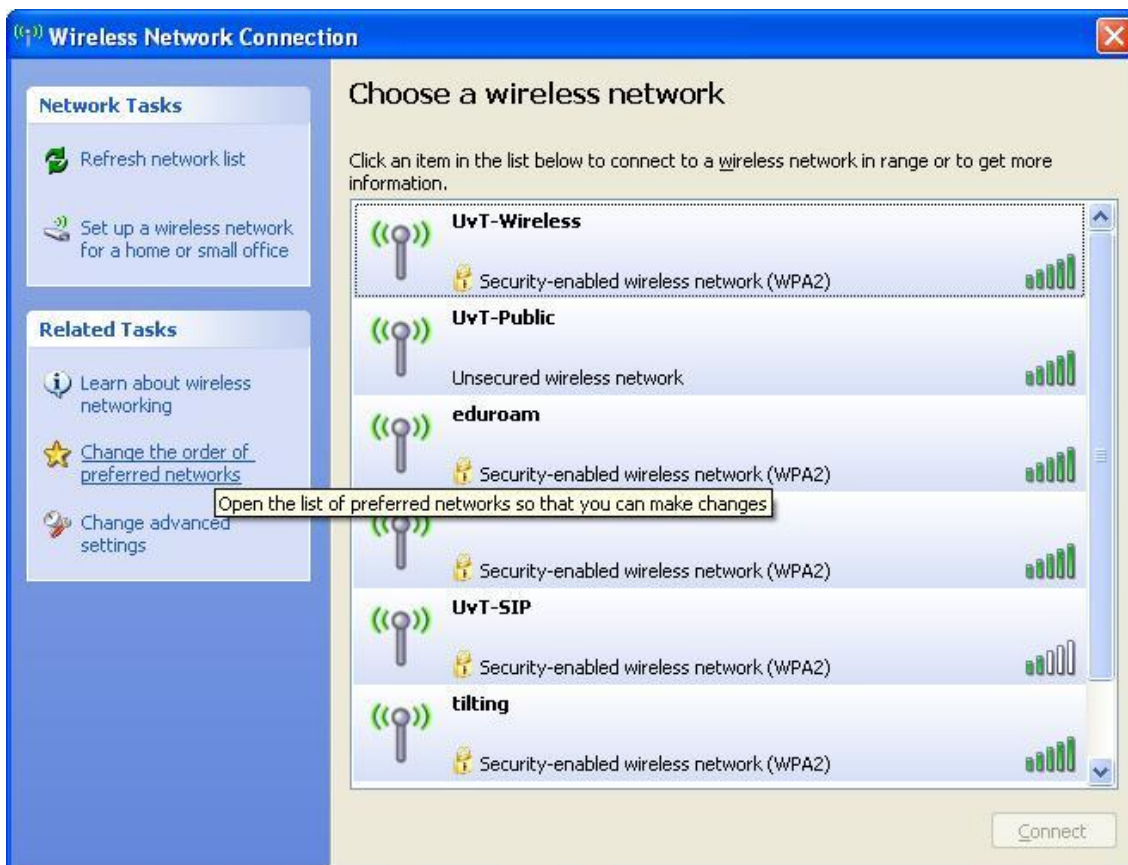 Wireless Network Connection
Network Tasks
Refresh network list
Set up a wireless network
for a home or small office
Related Tasks
Learn about wireless
networking
Change the order of
preferred networks
Change advanced
settings
Open the list of preferred networks so that you can make changes
Choose a wireless network
Click an item in the list below to connect to a wireless network in range or to get more
information.
UvT-Wireless
Security-enabled wireless network (WPA2)
UvT-Public
Unsecured wireless network
eduroam
Security-enabled wireless network (WPA2)
Security-enabled wireless network (WPA2)
UvT-SIP
Security-enabled wireless network (WPA2)
tilting
Security-enabled wireless network (WPA2)
Connect